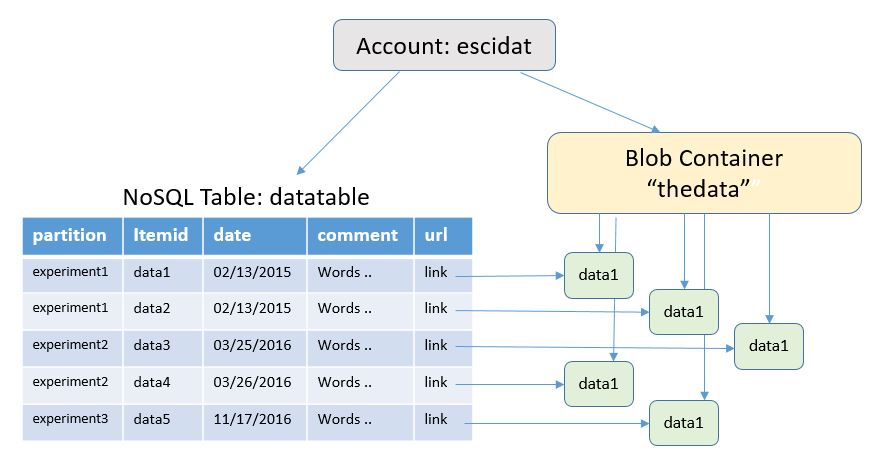 Account: escidat
Blob Container
“thedata”
NoSQL Table: datatable
partition Itemid date comment url
experiment1 data1 02/13/2015 Words .. link
experiment1 data2 02/13/2015 Words .. link
experiment2 data3 03/25/2016 Words .. link
experiment2 data4 03/26/2016 Words .. link
experiment3 data5 11/17/2016 Words .. link
data1
data1
data1
data1
data1